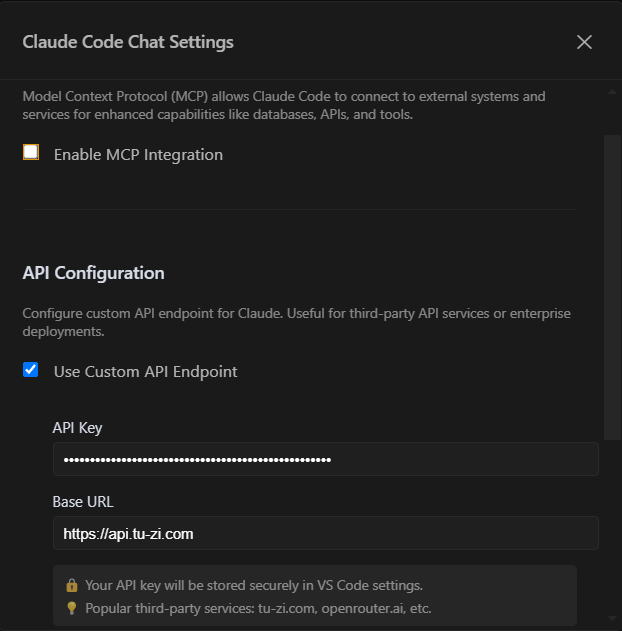 Claude Code Chat Settings
Model Context Protocol (MCP) allows Claude Code to connect to external systems and
services for enhanced capabilities like databases, APIs, and tools.
Enable MCP Integration
API Configuration
Configure custom API endpoint for Claude. Useful for third-party API services or enterprise
deployments.
Use Custom API Endpoint
API Key
••••••••••••••••••••••••••••••••••••••••••••••••••••
Base URL
https://api.tu-zi.com
🔒 Your API key will be stored securely in VS Code settings.
💡 Popular third-party services: tu-zi.com, openrouter.ai, etc.